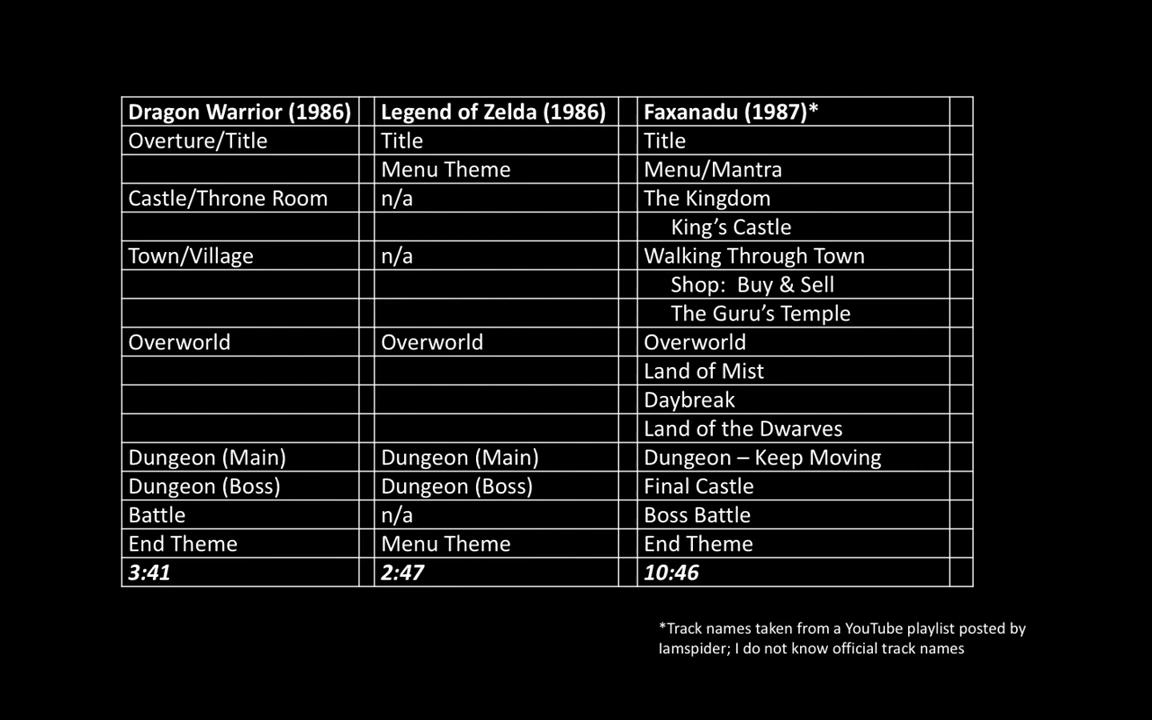 Dragon Warrior (1986) Legend of Zelda (1986) Faxanadu (1987)*
Overture/Title Title Title
Menu Theme Menu/Mantra
Castle/Throne Room n/a The Kingdom
King’s Castle
Town/Village n/a Walking Through Town
Shop: Buy & Sell
The Guru’s Temple
Overworld Overworld Overworld
Land of Mist
Daybreak
Land of the Dwarves
Dungeon (Main) Dungeon (Main) Dungeon – Keep Moving
Dungeon (Boss) Dungeon (Boss) Final Castle
Battle n/a Boss Battle
End Theme Menu Theme End Theme
3:41 2:47 10:46
*Track names taken from a YouTube playlist posted by
Iamspider; I do not know official track names